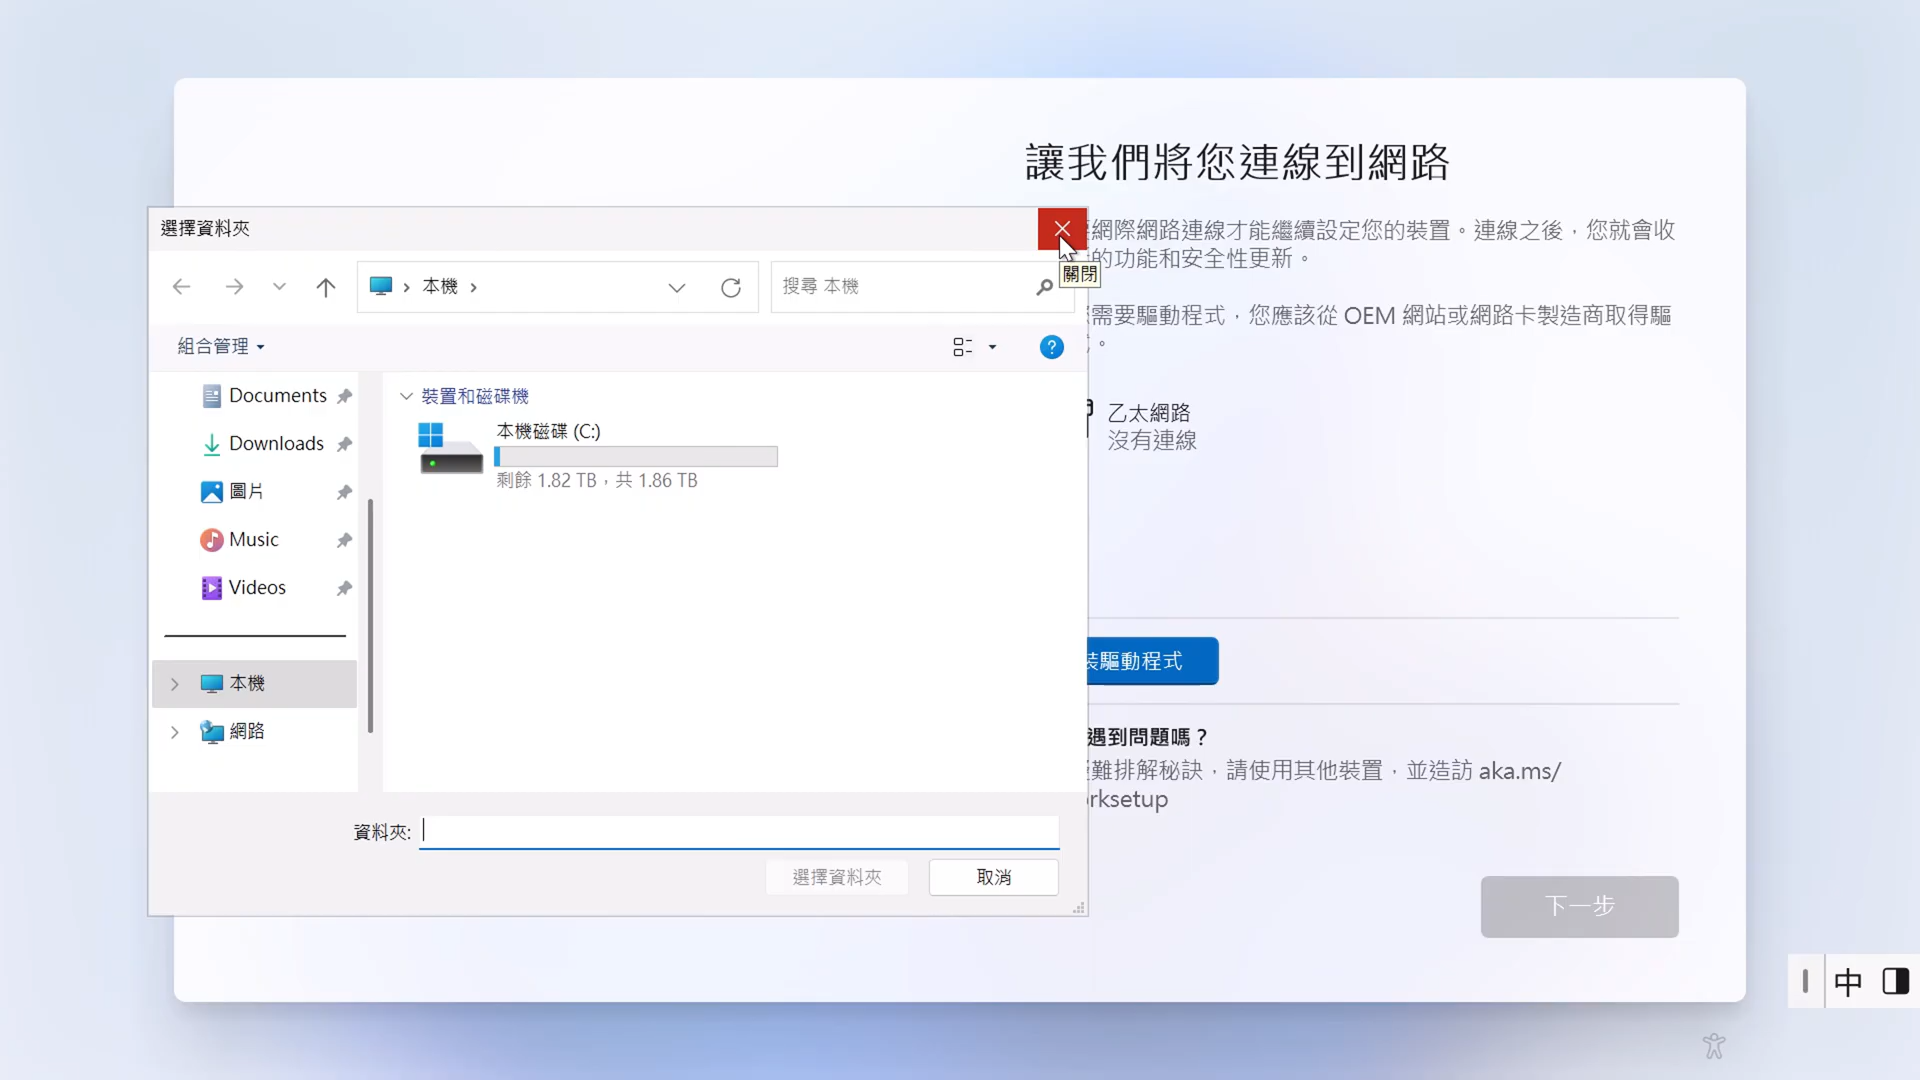 讓我們將您連線到網路
網際網路連線才能繼續設定您的裝置。連線之後，您就會收
的功能和安全性更新。
需要驅動程式，您應該從 OEM 網站或網路卡製造商取得驅
。
乙太網路
沒有連線
裝驅動程式
遇到問題嗎？
難排解秘訣，請使用其他裝置，並造訪 aka.ms/
rksetup
下一步
選擇資料夾
關閉
本機
搜尋 本機
組合管理
Documents
Downloads
圖片
Music
Videos
本機
網路
裝置和磁碟機
本機磁碟 (C:)
剩餘 1.82 TB，共 1.86 TB
資料夾:
選擇資料夾
取消
中